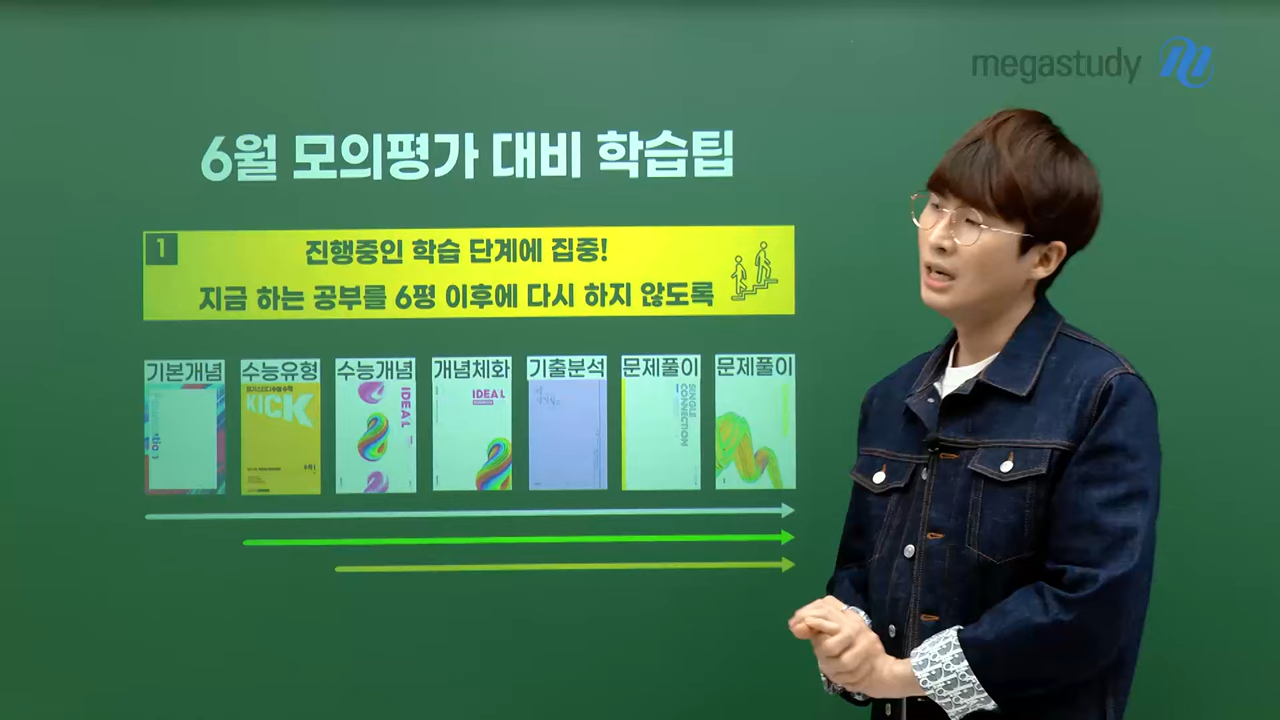 megastudy
6월 모의평가 대비 학습팁
1
진행중인 학습 단계에 집중!
지금 하는 공부를 6평 이후에 다시 하지 않도록
기본개념 수능유형 수능개념 개념체화 기출분석 문제풀이 문제풀이
KICK
IDEAL
IDEAL
SINGLE
CONNECTION